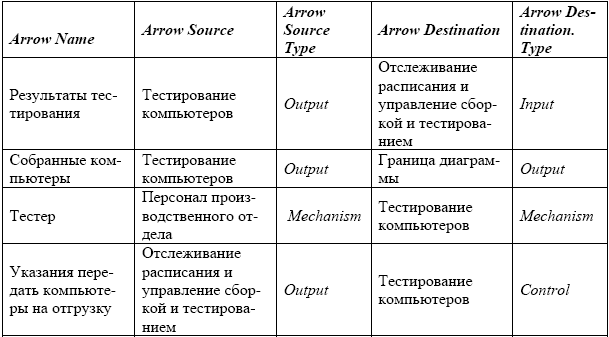 Arrow Name
Arrow Source
Arrow
Source
Type
Arrow Destination
Arrow Des-
tination.
Type
Результаты тес-
тирования
Тестирование
компьютеров
Output
Отслеживание
расписания и
управление сбор-
кой и тестирова-
нием
Input
Собранные ком-
пьютеры
Тестирование
компьютеров
Output
Граница диаграм-
мы
Output
Тестер
Персонал произ-
водственного от-
дела
Mechanism
Тестирование
компьютеров
Mechanism
Указания пере-
дать компьюте-
ры на отгрузку
Отслеживание
расписания и
управление сбор-
кой и тестирова-
нием
Output
Тестирование
компьютеров
Control